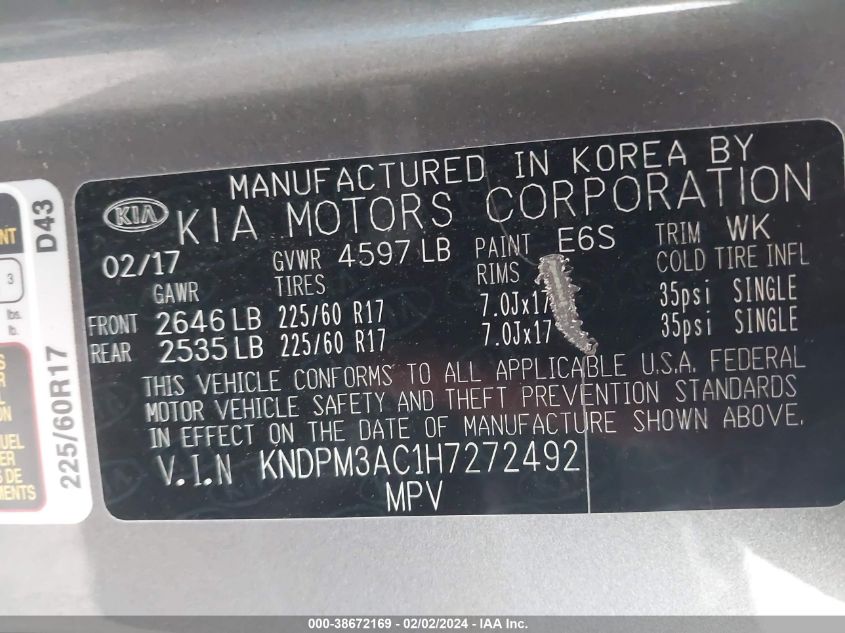 MANUFACTURED IN KOREA BY
KIA KIA MOTORS CORPORATION
02/17 GVWR 4597 LB PAINT E6S TRIM WK
GAWR TIRES RIMS COLD TIRE INFL
FRONT 2646 LB 225/60 R17 7.0Jx17 35psi SINGLE
REAR 2535 LB 225/60 R17 7.0Jx17 35psi SINGLE
THIS VEHICLE CONFORMS TO ALL APPLICABLE U.S.A. FEDERAL
MOTOR VEHICLE SAFETY AND THEFT PREVENTION STANDARDS
IN EFFECT ON THE DATE OF MANUFACTURE SHOWN ABOVE.
V.I.N KNDPM3AC1H7272492
MPV
D43
225/60R17
3
lbs.
lb.
000-38672169 - 02/02/2024 - IAA Inc.